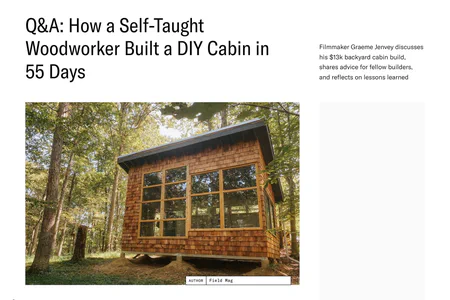 Q&A: How a Self-Taught
Woodworker Built a DIY Cabin in
55 Days
Filmmaker Graeme Jenvey discusses
his $13k backyard cabin build,
shares advice for fellow builders,
and reflects on lessons learned
AUTHOR Field Mag